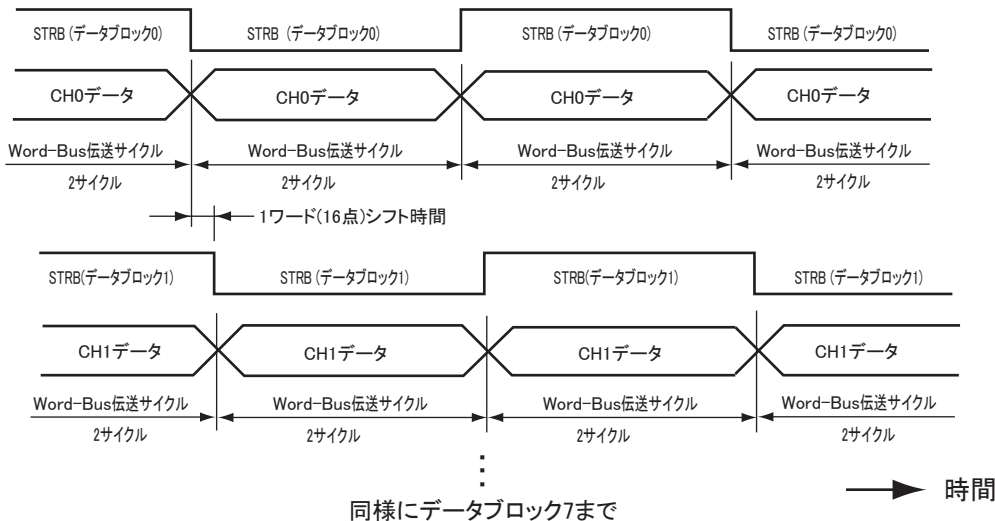 STRB (データブロック0) STRB (データブロック0) STRB (データブロック0) STRB (データブロック0)
CH0データ CH0データ CH0データ CH0データ
Word-Bus伝送サイクル Word-Bus伝送サイクル Word-Bus伝送サイクル Word-Bus伝送サイクル
2サイクル 2サイクル 2サイクル 2サイクル
1ワード(16点)シフト時間
STRB(データブロック1) STRB (データブロック1) STRB(データブロック1) STRB (データブロック1)
CH1データ CH1データ CH1データ CH1データ
Word-Bus伝送サイクル Word-Bus伝送サイクル Word-Bus伝送サイクル Word-Bus伝送サイクル
2サイクル 2サイクル 2サイクル 2サイクル
時間
同様にデータブロック7まで